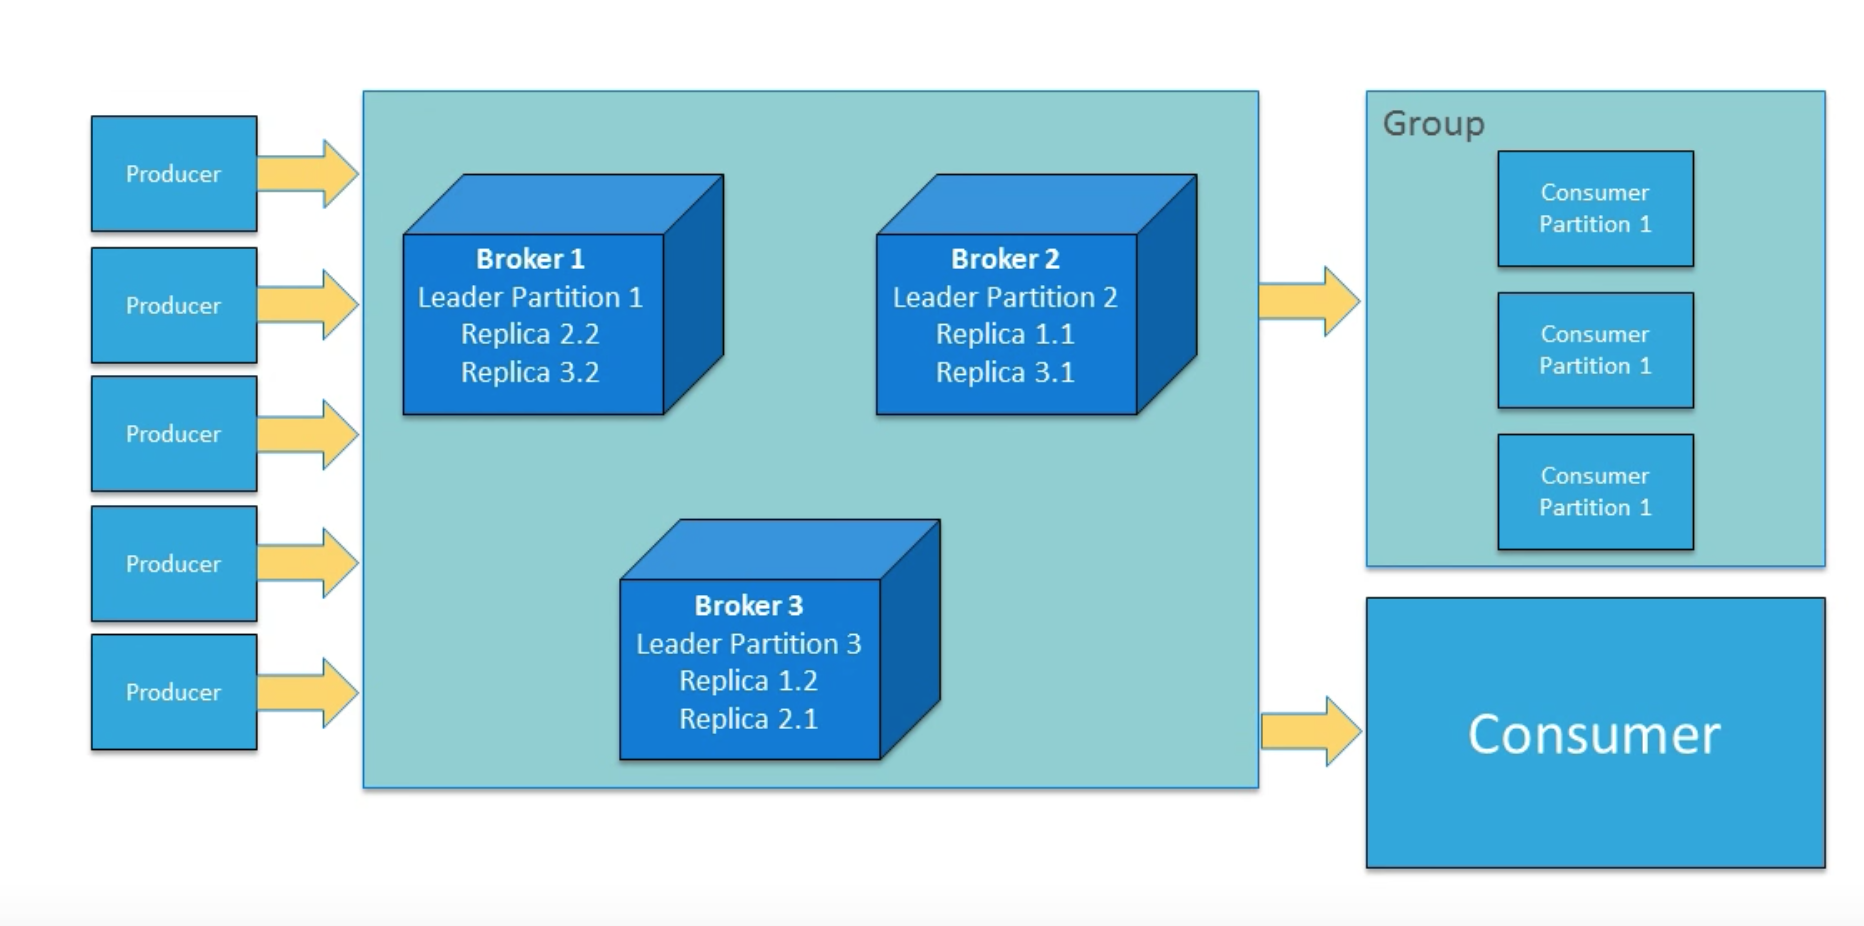 Producer
Producer
Producer
Producer
Producer
Broker 1
Leader Partition 1
Replica 2.2
Replica 3.2
Broker 2
Leader Partition 2
Replica 1.1
Replica 3.1
Broker 3
Leader Partition 3
Replica 1.2
Replica 2.1
Group
Consumer
Partition 1
Consumer
Partition 1
Consumer
Partition 1
Consumer